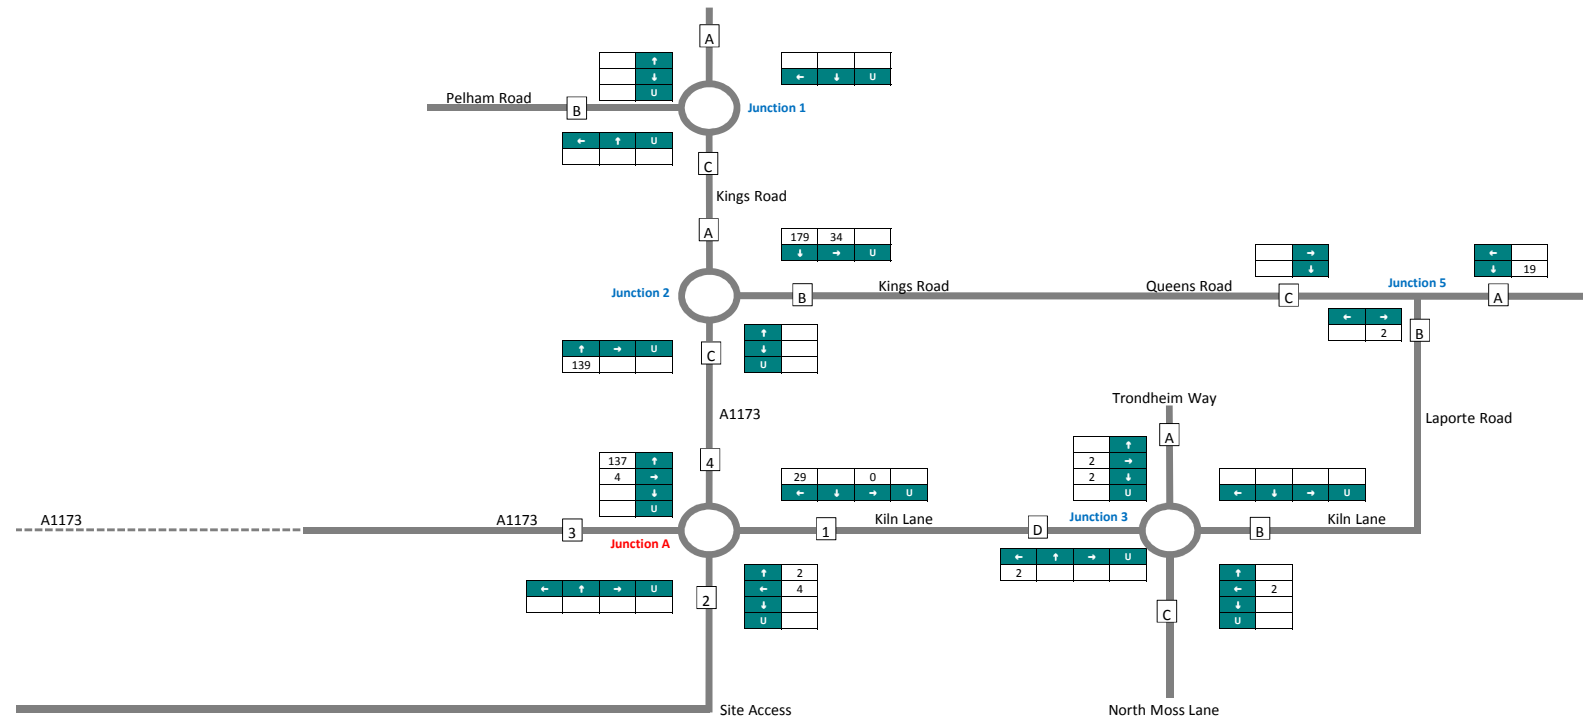 A
↑
↓
U
← ↓ U
Pelham Road
B
Junction 1
← ↑ U
C
Kings Road
A
179 34
↓ → U
→
↓
←
↓ 19
Junction 2
B
Kings Road
Queens Road
C
Junction 5
A
← →
2
B
↑
↓
U
↑ → U
139
C
Trondheim Way
A1173
Laporte Road
A
137 ↑
4 →
↓
U
4
29 0
← ↓ → U
↑
2 →
2 ↓
U
← ↓ → U
A1173
A1173
3
Junction A
1
Kiln Lane
D
Junction 3
B
Kiln Lane
← ↑ → U
2
← ↑ → U
2
↑ 2
← 4
↓
U
C
↑
← 2
↓
U
Site Access
North Moss Lane